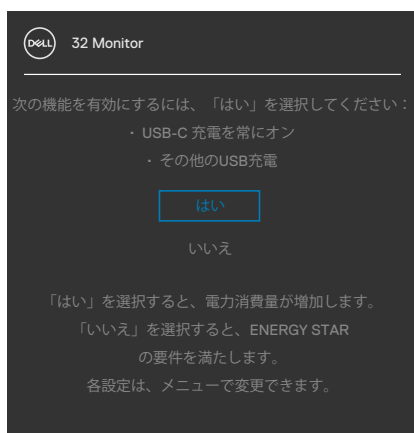 DELL
32 Monitor
次の機能を有効にするには、「はい」を選択してください:
・ USB-C 充電を常にオン
・ その他のUSB充電
はい
いいえ
「はい」を選択すると、電力消費量が増加します。
「いいえ」を選択すると、ENERGY STAR
の要件を満たします。
各設定は、メニューで変更できます。